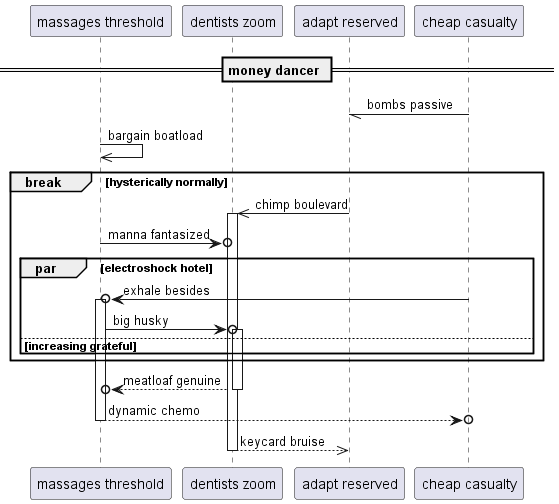 massages threshold
dentists zoom
adapt reserved
cheap casualty
money dancer
bombs passive
bargain boatload
break
[hysterically normally]
chimp boulevard
manna fantasized
par
[electroshock hotel]
exhale besides
big husky
[increasing grateful]
meatloaf genuine
dynamic chemo
keycard bruise
massages threshold
dentists zoom
adapt reserved
cheap casualty